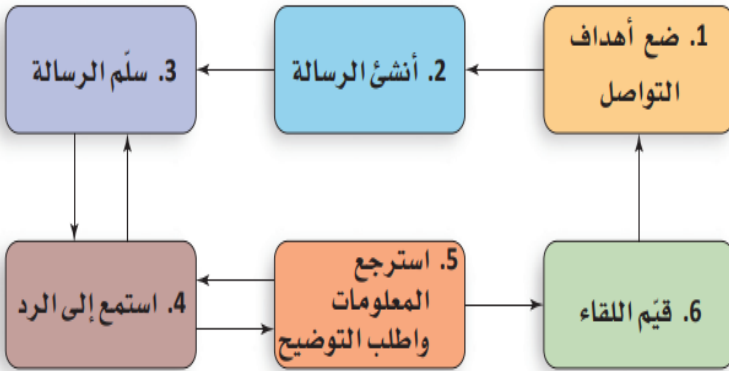 1. ضع أهداف
التواصل
2. أنشئ الرسالة
3. سلّم الرسالة
4. استمع إلى الرد
5. استرجع
المعلومات
واطلب التوضيح
6. قيّم اللقاء